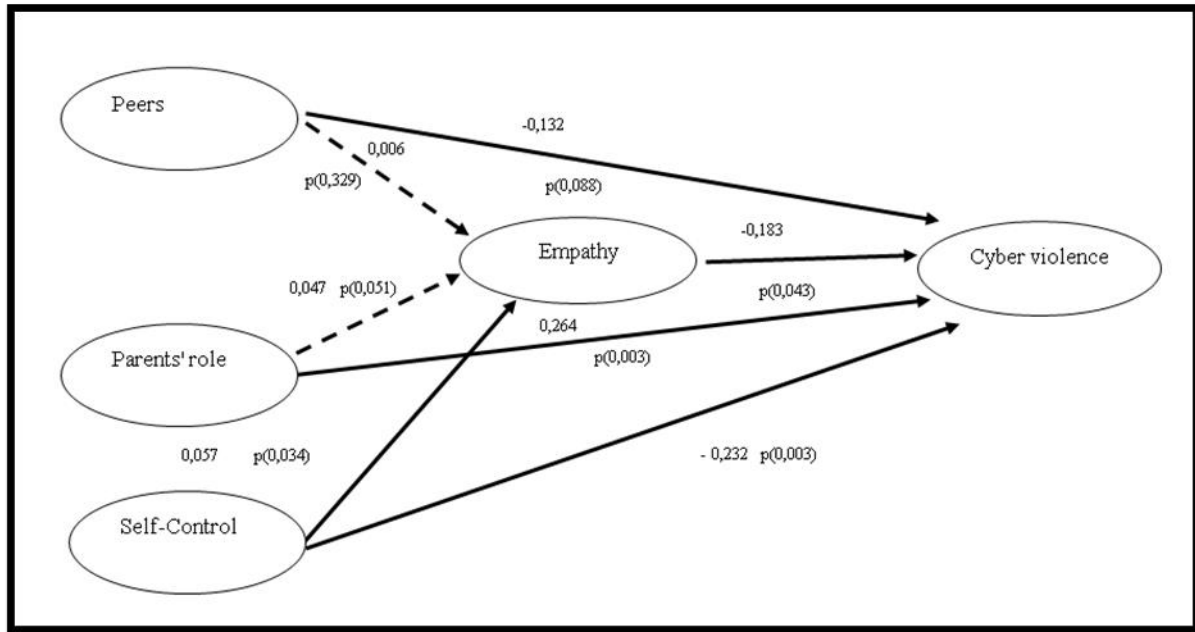 Peers
-0,132
0,006
p(0,329)
p(0,088)
Empathy
-0,183
Cyber violence
0,047 p(0,051)
p(0,043)
0,264
Parents' role
p(0,003)
0,057 p(0,034)
- 0,232 p(0,003)
Self-Control